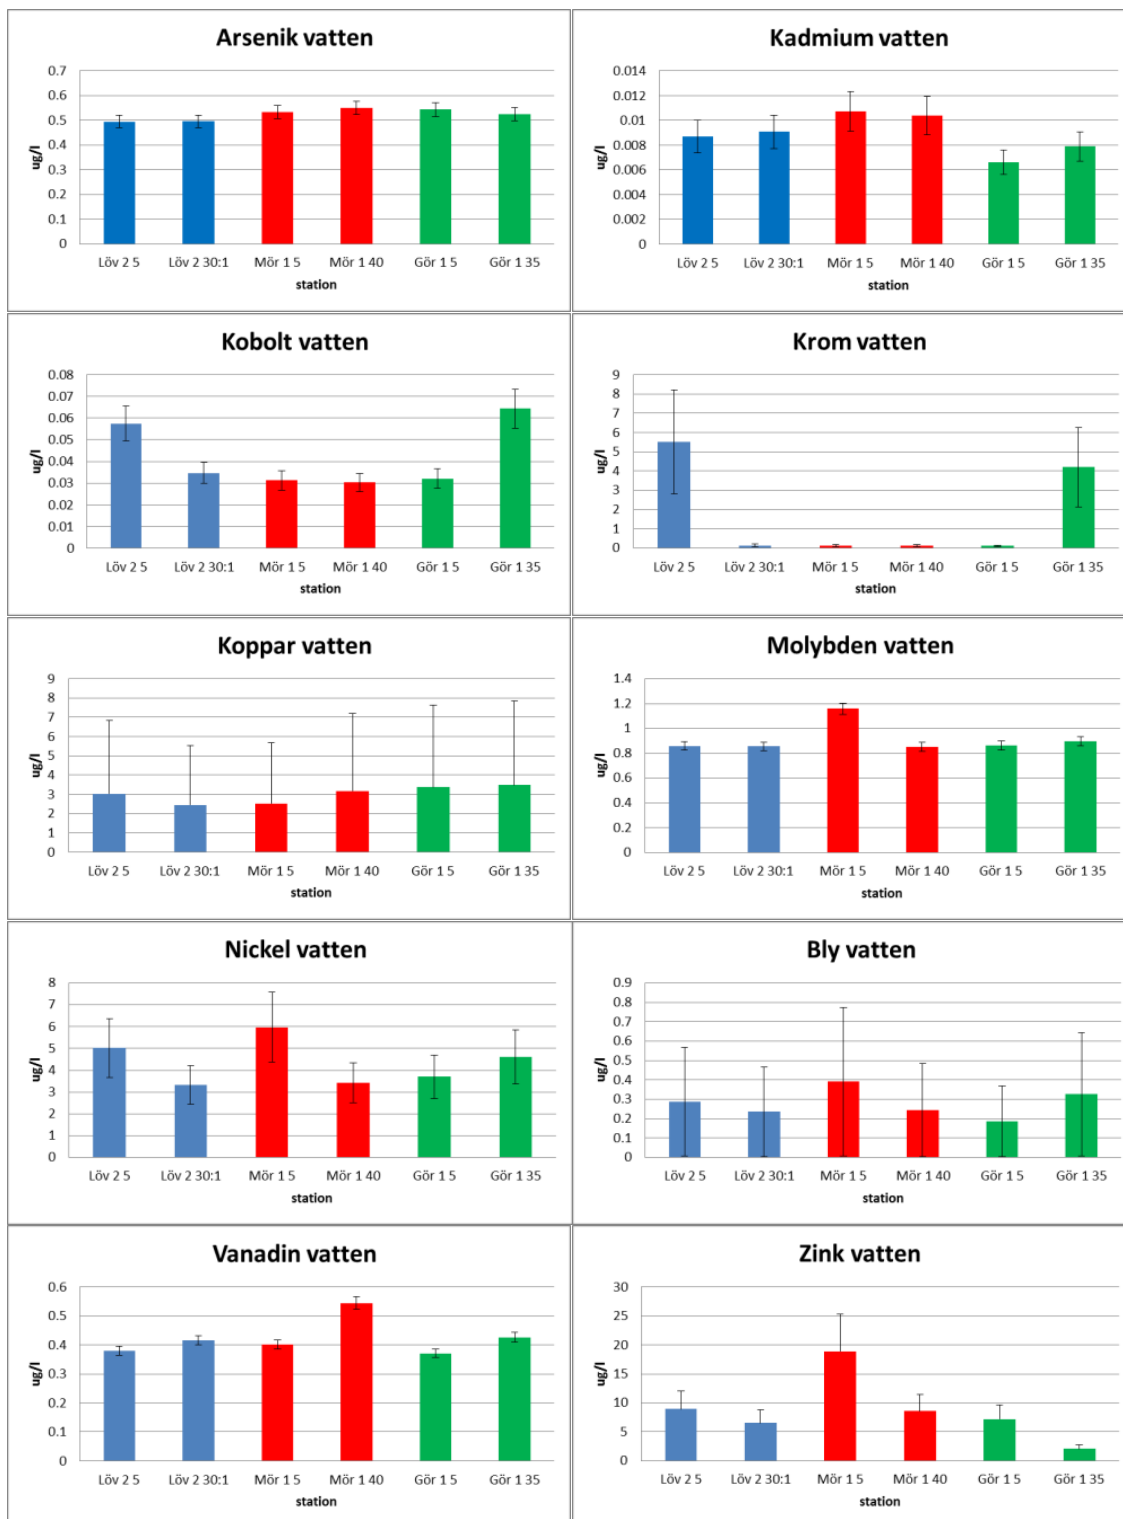 Arsenik vatten
0.7
0.6
0.5
0.4
0.3
0.2
0.1
0
ug/l
Löv 2 5 Löv 2 30:1 Mör 1 5 Mör 1 40 Gör 1 5 Gör 1 35
station
Kadmium vatten
0.014
0.012
0.01
0.008
0.006
0.004
0.002
0
ug/l
Löv 2 5 Löv 2 30:1 Mör 1 5 Mör 1 40 Gör 1 5 Gör 1 35
station
Kobolt vatten
0.08
0.07
0.06
0.05
0.04
0.03
0.02
0.01
0
ug/l
Löv 2 5 Löv 2 30:1 Mör 1 5 Mör 1 40 Gör 1 5 Gör 1 35
station
Krom vatten
9
8
7
6
5
4
3
2
1
0
ug/l
Löv 2 5 Löv 2 30:1 Mör 1 5 Mör 1 40 Gör 1 5 Gör 1 35
station
Koppar vatten
9
8
7
6
5
4
3
2
1
0
ug/l
Löv 2 5 Löv 2 30:1 Mör 1 5 Mör 1 40 Gör 1 5 Gör 1 35
station
Molybden vatten
1.4
1.2
1
0.8
0.6
0.4
0.2
0
ug/l
Löv 2 5 Löv 2 30:1 Mör 1 5 Mör 1 40 Gör 1 5 Gör 1 35
station
Nickel vatten
8
7
6
5
4
3
2
1
0
ug/l
Löv 2 5 Löv 2 30:1 Mör 1 5 Mör 1 40 Gör 1 5 Gör 1 35
station
Bly vatten
0.9
0.8
0.7
0.6
0.5
0.4
0.3
0.2
0.1
0
ug/l
Löv 2 5 Löv 2 30:1 Mör 1 5 Mör 1 40 Gör 1 5 Gör 1 35
station
Vanadin vatten
0.6
0.5
0.4
0.3
0.2
0.1
0
ug/l
Löv 2 5 Löv 2 30:1 Mör 1 5 Mör 1 40 Gör 1 5 Gör 1 35
station
Zink vatten
30
25
20
15
10
5
0
ug/l
Löv 2 5 Löv 2 30:1 Mör 1 5 Mör 1 40 Gör 1 5 Gör 1 35
station